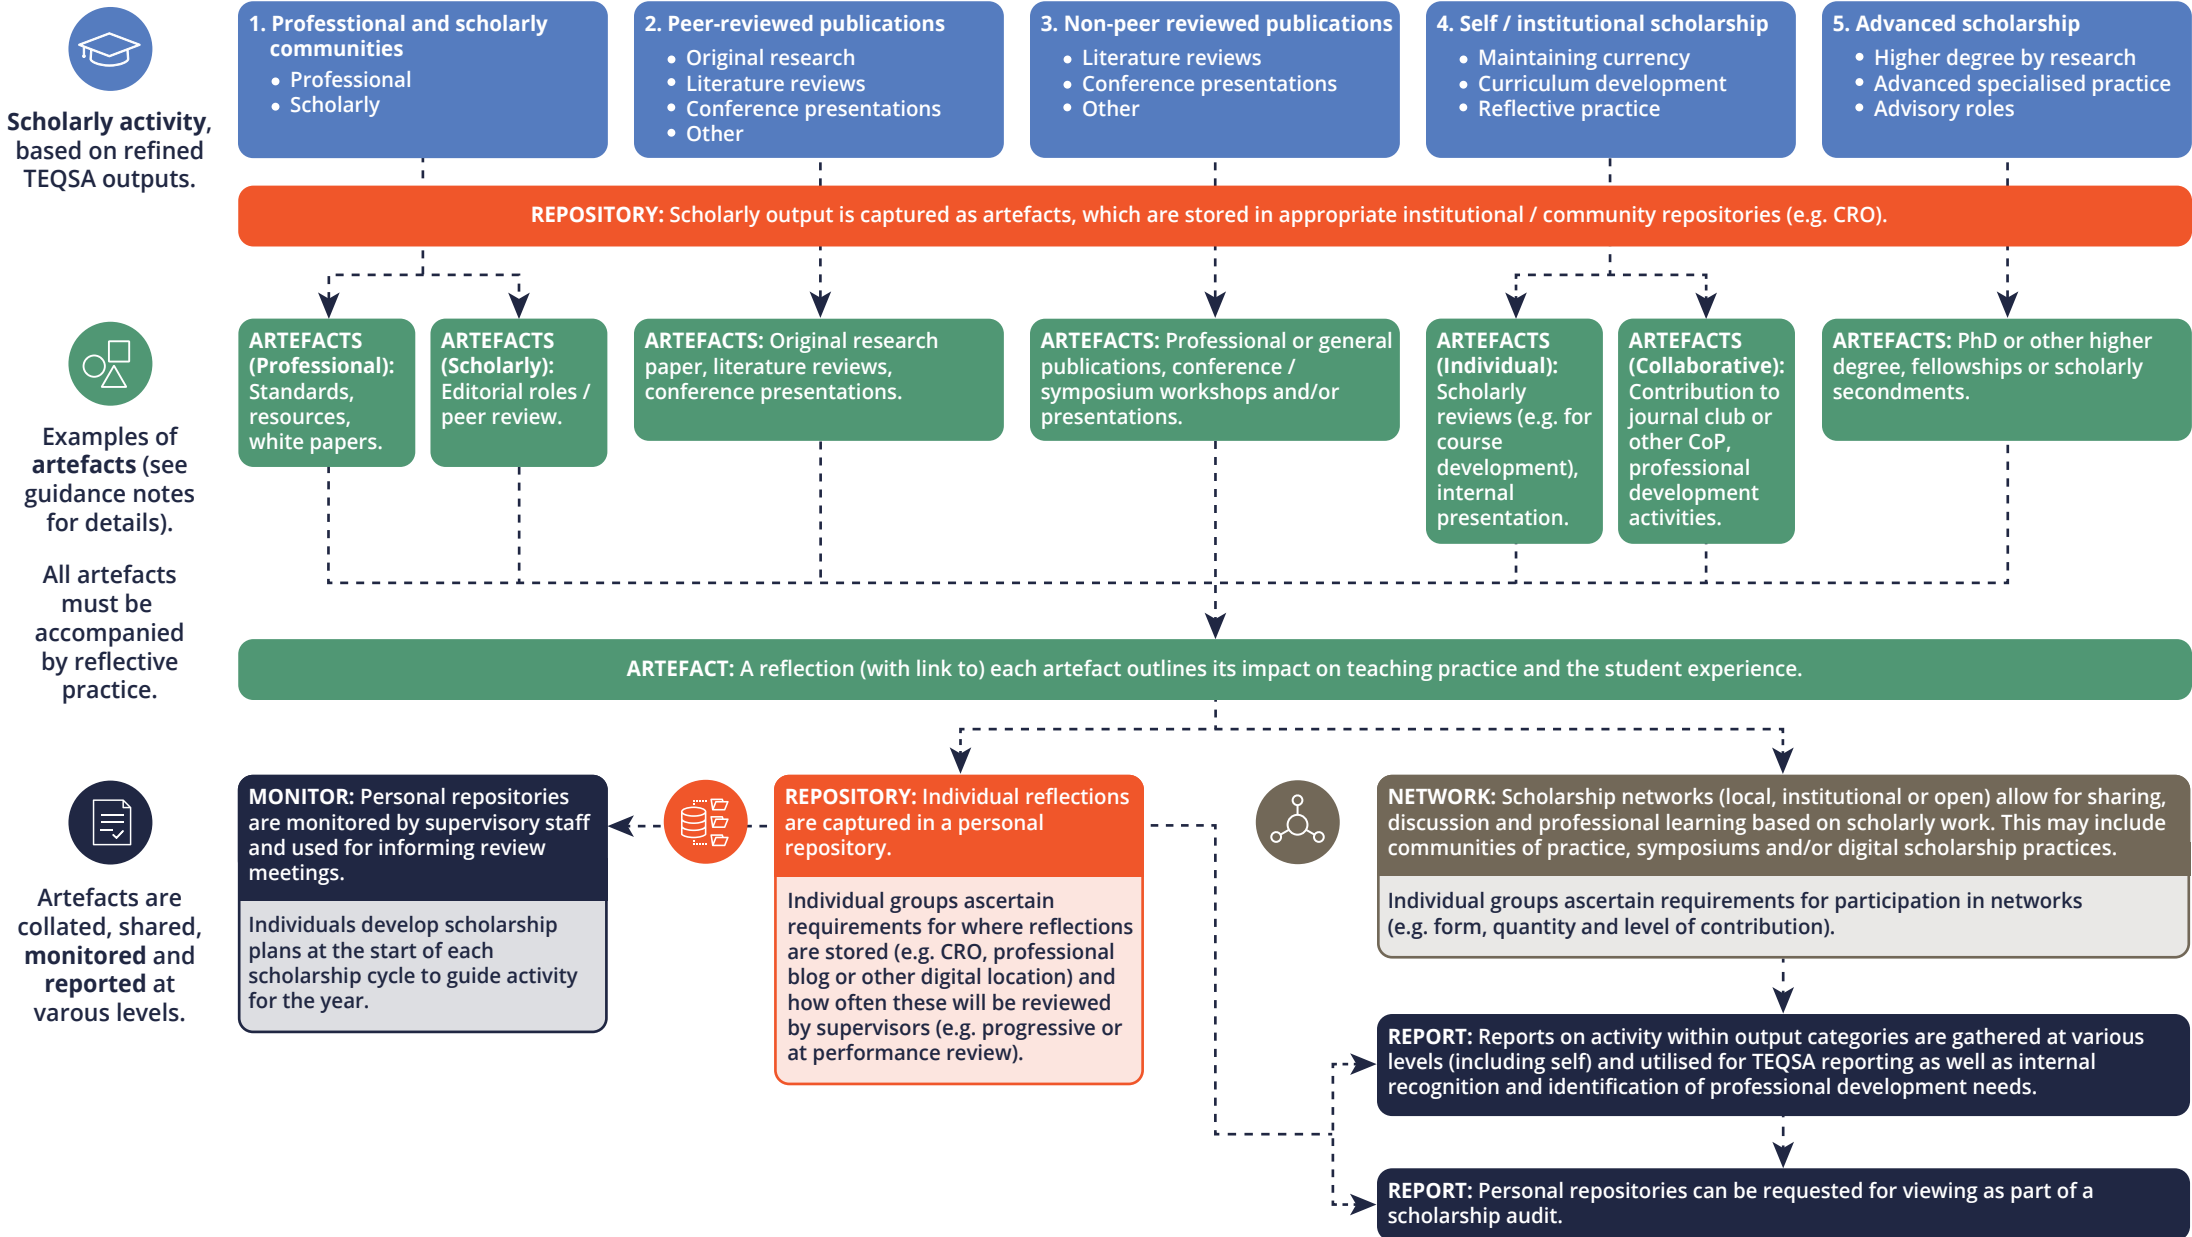 Scholarly activity,
based on refined
TEQSA outputs.
1. Professtional and scholarly
communities
• Professional
• Scholarly
2. Peer-reviewed publications
• Original research
• Literature reviews
• Conference presentations
• Other
3. Non-peer reviewed publications
• Literature reviews
• Conference presentations
• Other
4. Self / institutional scholarship
• Maintaining currency
• Curriculum development
• Reflective practice
5. Advanced scholarship
• Higher degree by research
• Advanced specialised practice
• Advisory roles
REPOSITORY: Scholarly output is captured as artefacts, which are stored in appropriate institutional / community repositories (e.g. CRO).
Examples of
artefacts (see
guidance notes
for details).
All artefacts
must be
accompanied
by reflective
practice.
ARTEFACTS
(Professional):
Standards,
resources,
white papers.
ARTEFACTS
(Scholarly):
Editorial roles /
peer review.
ARTEFACTS: Original research
paper, literature reviews,
conference presentations.
ARTEFACTS: Professional or general
publications, conference /
symposium workshops and/or
presentations.
ARTEFACTS
(Individual):
Scholarly
reviews (e.g. for
course
development),
internal
presentation.
ARTEFACTS
(Collaborative):
Contribution to
journal club or
other CoP,
professional
development
activities.
ARTEFACTS: PhD or other higher
degree, fellowships or scholarly
secondments.
ARTEFACT: A reflection (with link to) each artefact outlines its impact on teaching practice and the student experience.
Artefacts are
collated, shared,
monitored and
reported at
varous levels.
MONITOR: Personal repositories
are monitored by supervisory staff
and used for informing review
meetings.
Individuals develop scholarship
plans at the start of each
scholarship cycle to guide activity
for the year.
REPOSITORY: Individual reflections
are captured in a personal
repository.
Individual groups ascertain
requirements for where reflections
are stored (e.g. CRO, professional
blog or other digital location) and
how often these will be reviewed
by supervisors (e.g. progressive or
at performance review).
NETWORK: Scholarship networks (local, institutional or open) allow for sharing,
discussion and professional learning based on scholarly work. This may include
communities of practice, symposiums and/or digital scholarship practices.
Individual groups ascertain requirements for participation in networks
(e.g. form, quantity and level of contribution).
REPORT: Reports on activity within output categories are gathered at various
levels (including self) and utilised for TEQSA reporting as well as internal
recognition and identification of professional development needs.
REPORT: Personal repositories can be requested for viewing as part of a
scholarship audit.